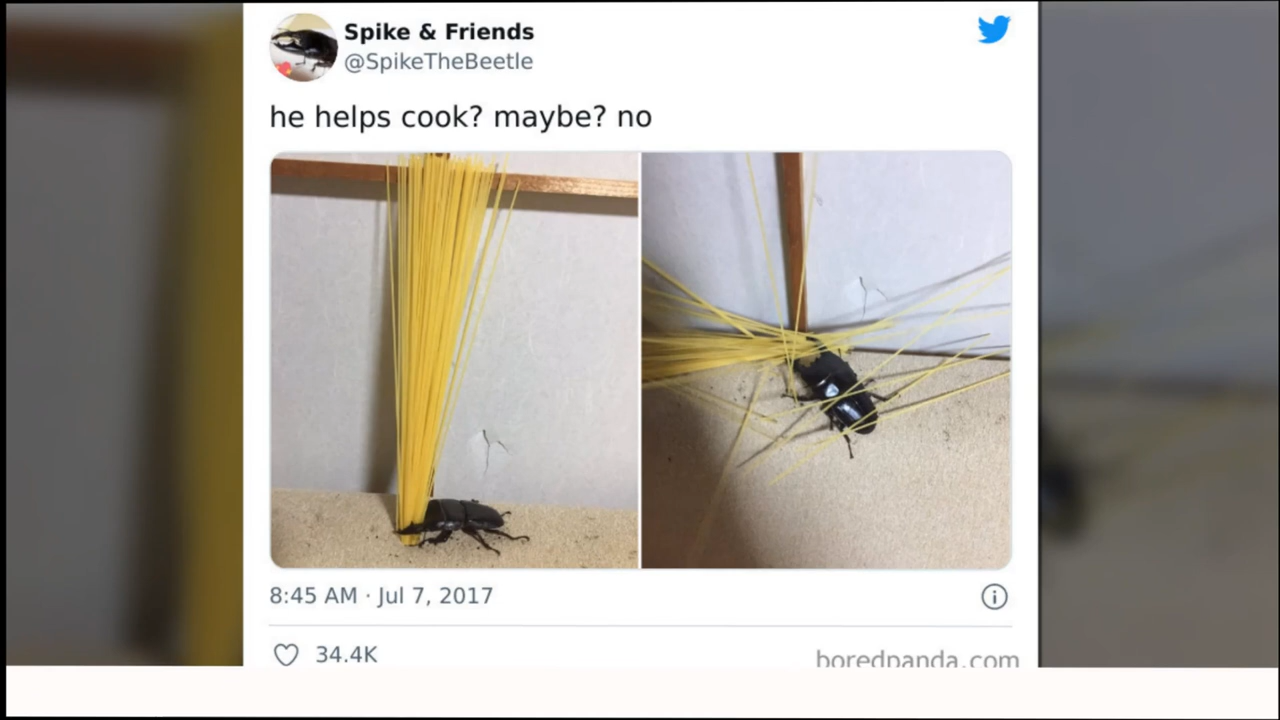 Spike & Friends
@SpikeTheBeetle
he helps cook? maybe? no
8:45 AM · Jul 7, 2017
34.4K
boredpanda.com